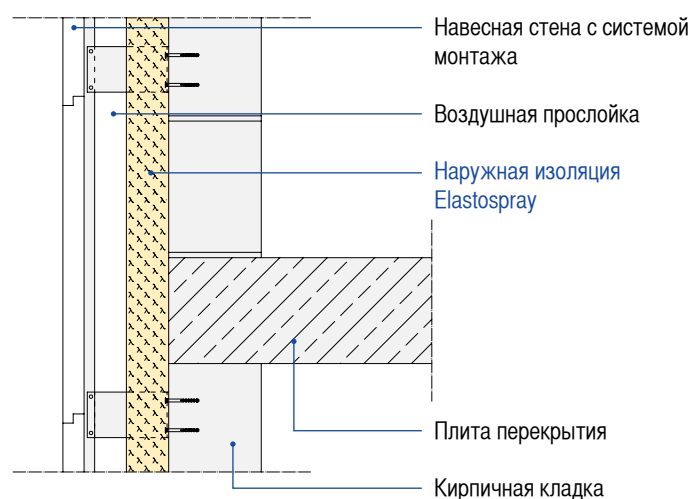 Навесная стена с системой
монтажа
Воздушная прослойка
Наружная изоляция
Elastospray
Плита перекрытия
Кирпичная кладка